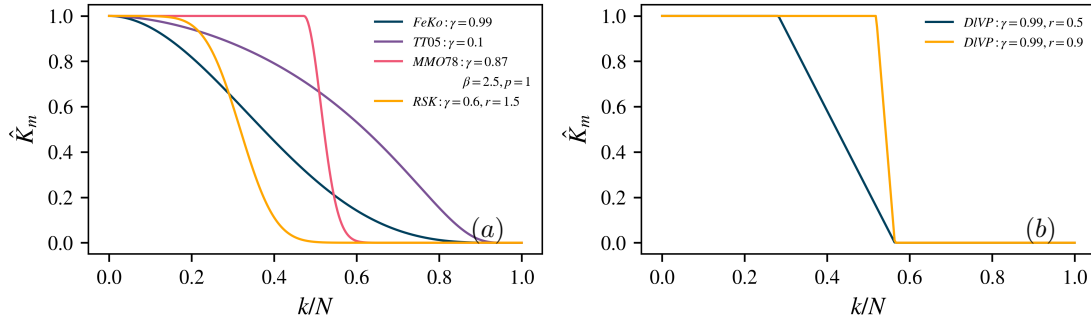 1.0
0.8
0.6
0.4
0.2
0.0
K̂ₘ
FeKo : γ = 0.99
TT05 : γ = 0.1
MMO78 : γ = 0.87
β = 2.5, p = 1
RSK : γ = 0.6, r = 1.5
(a)
0.0 0.2 0.4 0.6 0.8 1.0
k/N
1.0
0.8
0.6
0.4
0.2
0.0
K̂ₘ
DlVP : γ = 0.99, r = 0.5
DlVP : γ = 0.99, r = 0.9
(b)
0.0 0.2 0.4 0.6 0.8 1.0
k/N